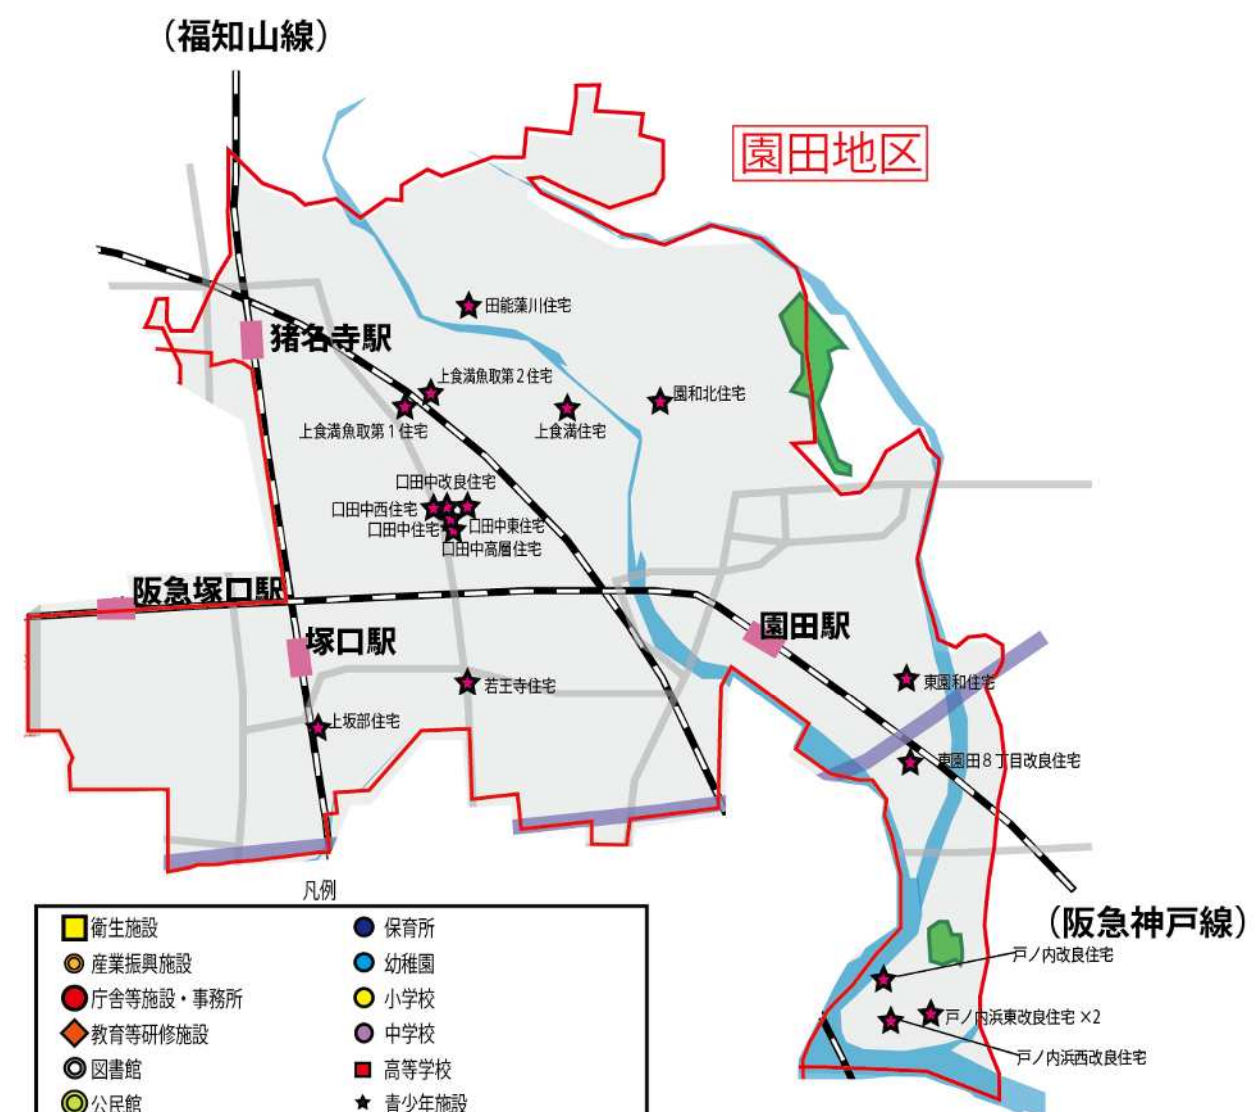 （福知山線）
園田地区
田能藻川住宅
猪名寺駅
上食満魚取第２住宅
園和北住宅
上食満魚取第１住宅
上食満住宅
口田中改良住宅
口田中西住宅
口田中住宅
口田中東住宅
口田中高層住宅
阪急塚口駅
塚口駅
園田駅
若王寺住宅
東園和住宅
上坂部住宅
東園田８丁目改良住宅
凡例
（阪急神戸線）
戸ノ内改良住宅
戸ノ内浜東改良住宅 ×2
戸ノ内浜西改良住宅
衛生施設
保育所
産業振興施設
幼稚園
庁舎等施設・事務所
小学校
教育等研修施設
中学校
図書館
高等学校
公民館
青少年施設